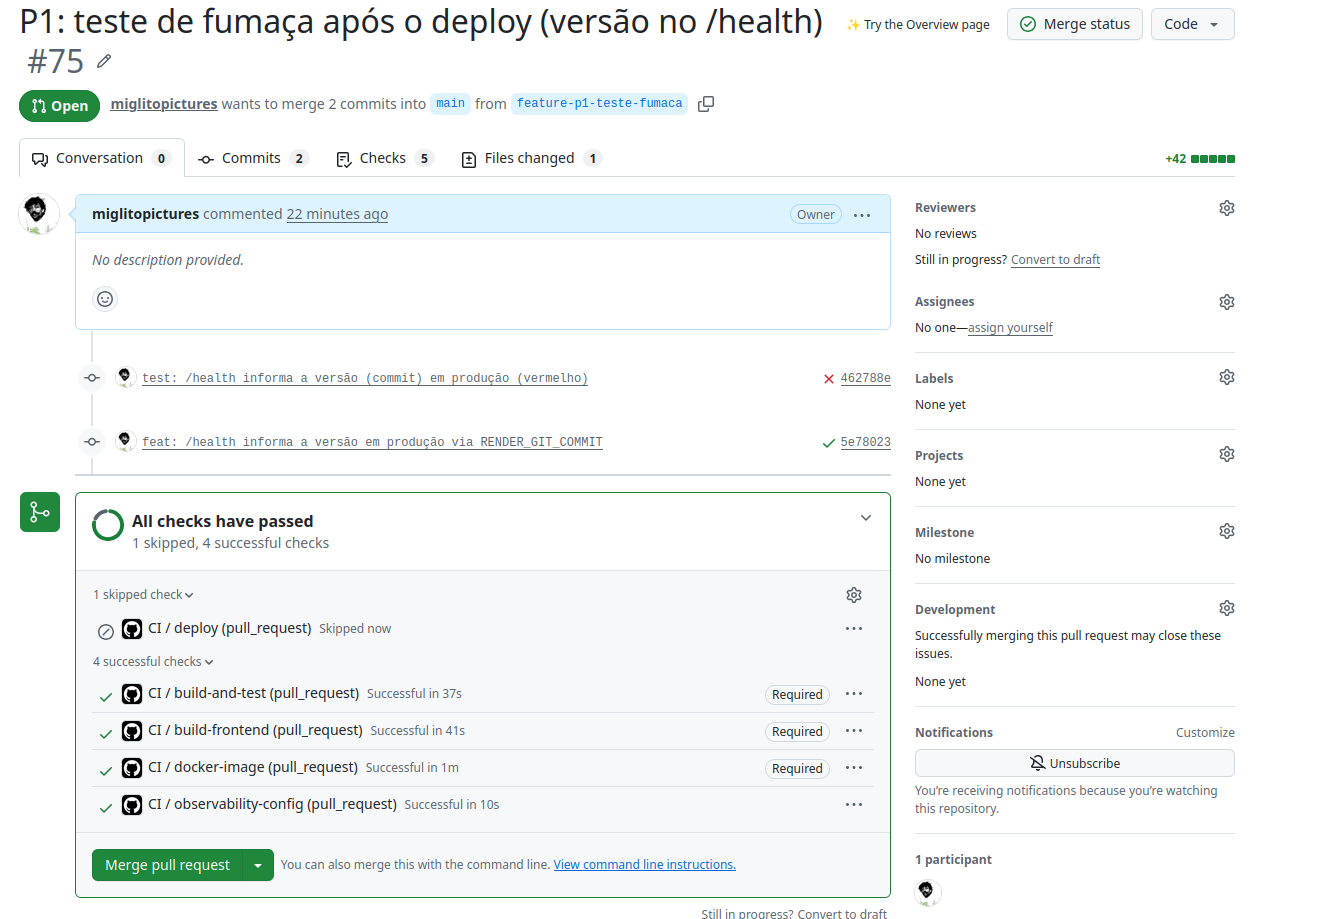 P1: teste de fumaça após o deploy (versão no /health)
#75
✨ Try the Overview page
Merge status
Code
Open
miglitopictures wants to merge 2 commits into main from feature-p1-teste-fumaca
Conversation 0
Commits 2
Checks 5
Files changed 1
+42
miglitopictures commented 22 minutes ago
Owner
No description provided.
test: /health informa a versão (commit) em produção (vermelho)
462788e
feat: /health informa a versão em produção via RENDER_GIT_COMMIT
5e78023
All checks have passed
1 skipped, 4 successful checks
1 skipped check
CI / deploy (pull_request) Skipped now
4 successful checks
CI / build-and-test (pull_request) Successful in 37s
Required
CI / build-frontend (pull_request) Successful in 41s
Required
CI / docker-image (pull_request) Successful in 1m
Required
CI / observability-config (pull_request) Successful in 10s
Merge pull request
You can also merge this with the command line. View command line instructions.
Still in progress? Convert to draft
Reviewers
No reviews
Still in progress? Convert to draft
Assignees
No one—assign yourself
Labels
None yet
Projects
None yet
Milestone
No milestone
Development
Successfully merging this pull request may close these
issues.
None yet
Notifications
Customize
Unsubscribe
You're receiving notifications because you're watching
this repository.
1 participant